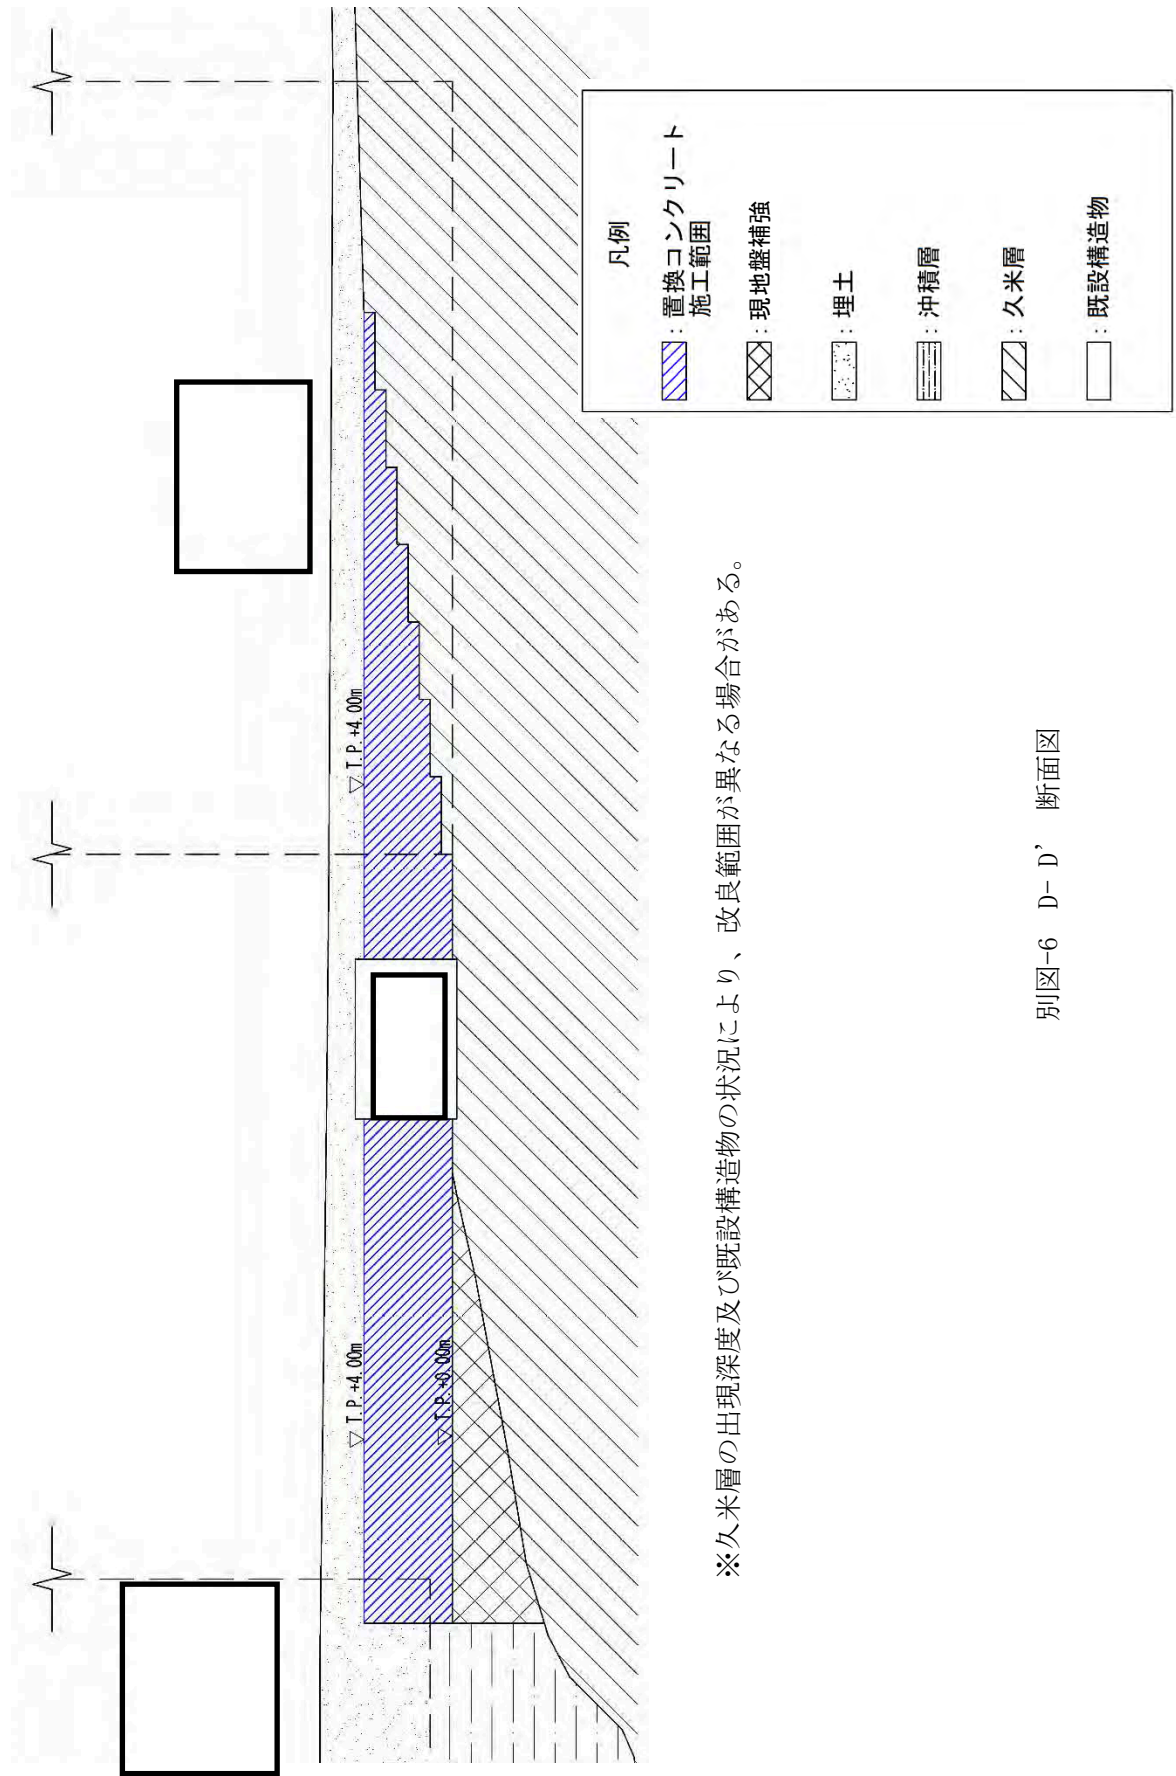 T.P.+4.00m
T.P.+0.00m
T.P.+4.00m
凡例
：置換コンクリート
施工範囲
：現地盤補強
：埋土
：沖積層
：久米層
：既設構造物
※久米層の出現深度及び既設構造物の状況により、改良範囲が異なる場合がある。
別図-6 D-D’ 断面図